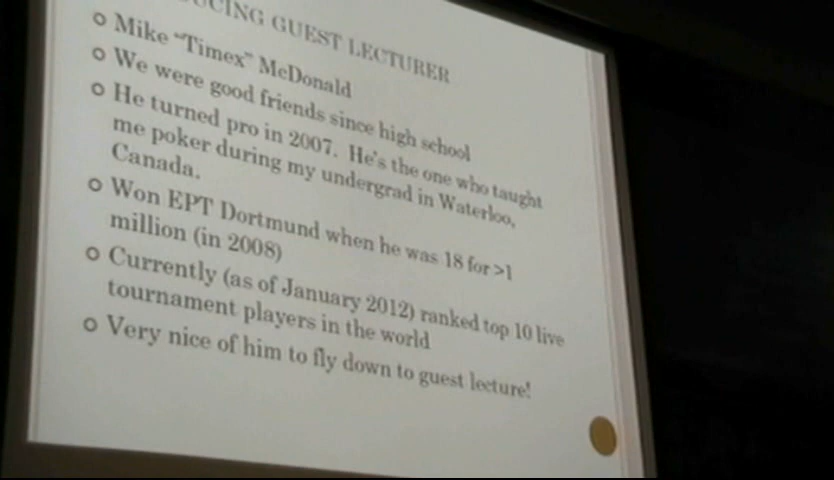 UCING GUEST LECTURER
Mike "Timex" McDonald
We were good friends since high school
He turned pro in 2007. He's the one who taught
me poker during my undergrad in Waterloo,
Canada.
Won EPT Dortmund when he was 18 for >1
million (in 2008)
Currently (as of January 2012) ranked top 10 live
tournament players in the world
Very nice of him to fly down to guest lecture!